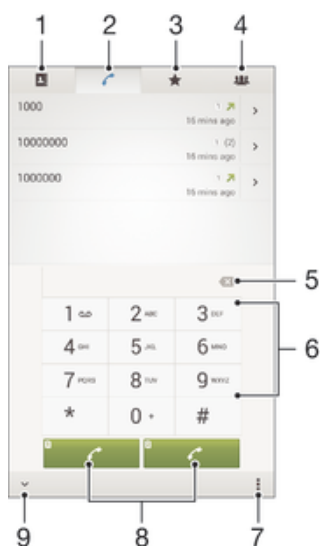 1 2 3 4
1000 1
16 mins ago
10000000 1 (2)
16 mins ago
1000000 1
16 mins ago
5
1 2 ABC 3 DEF
6
4 GHI 5 JKL 6 MNO
7 PQRS 8 TUV 9 WXYZ
* 0 + #
9 8 7